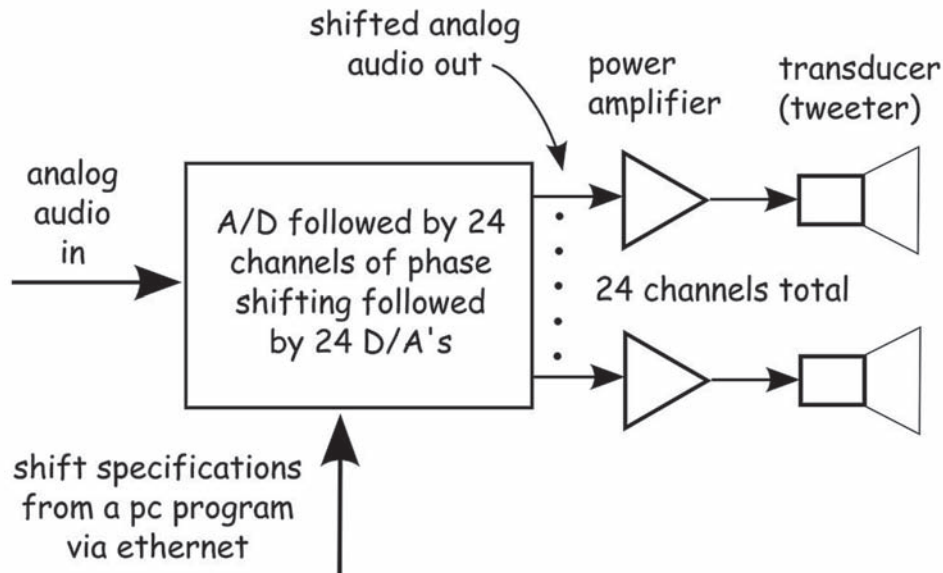 shifted analog
audio out
power
amplifier
transducer
(tweeter)
analog
audio
in
A/D followed by 24
channels of phase
shifting followed
by 24 D/A's
24 channels total
shift specifications
from a pc program
via ethernet